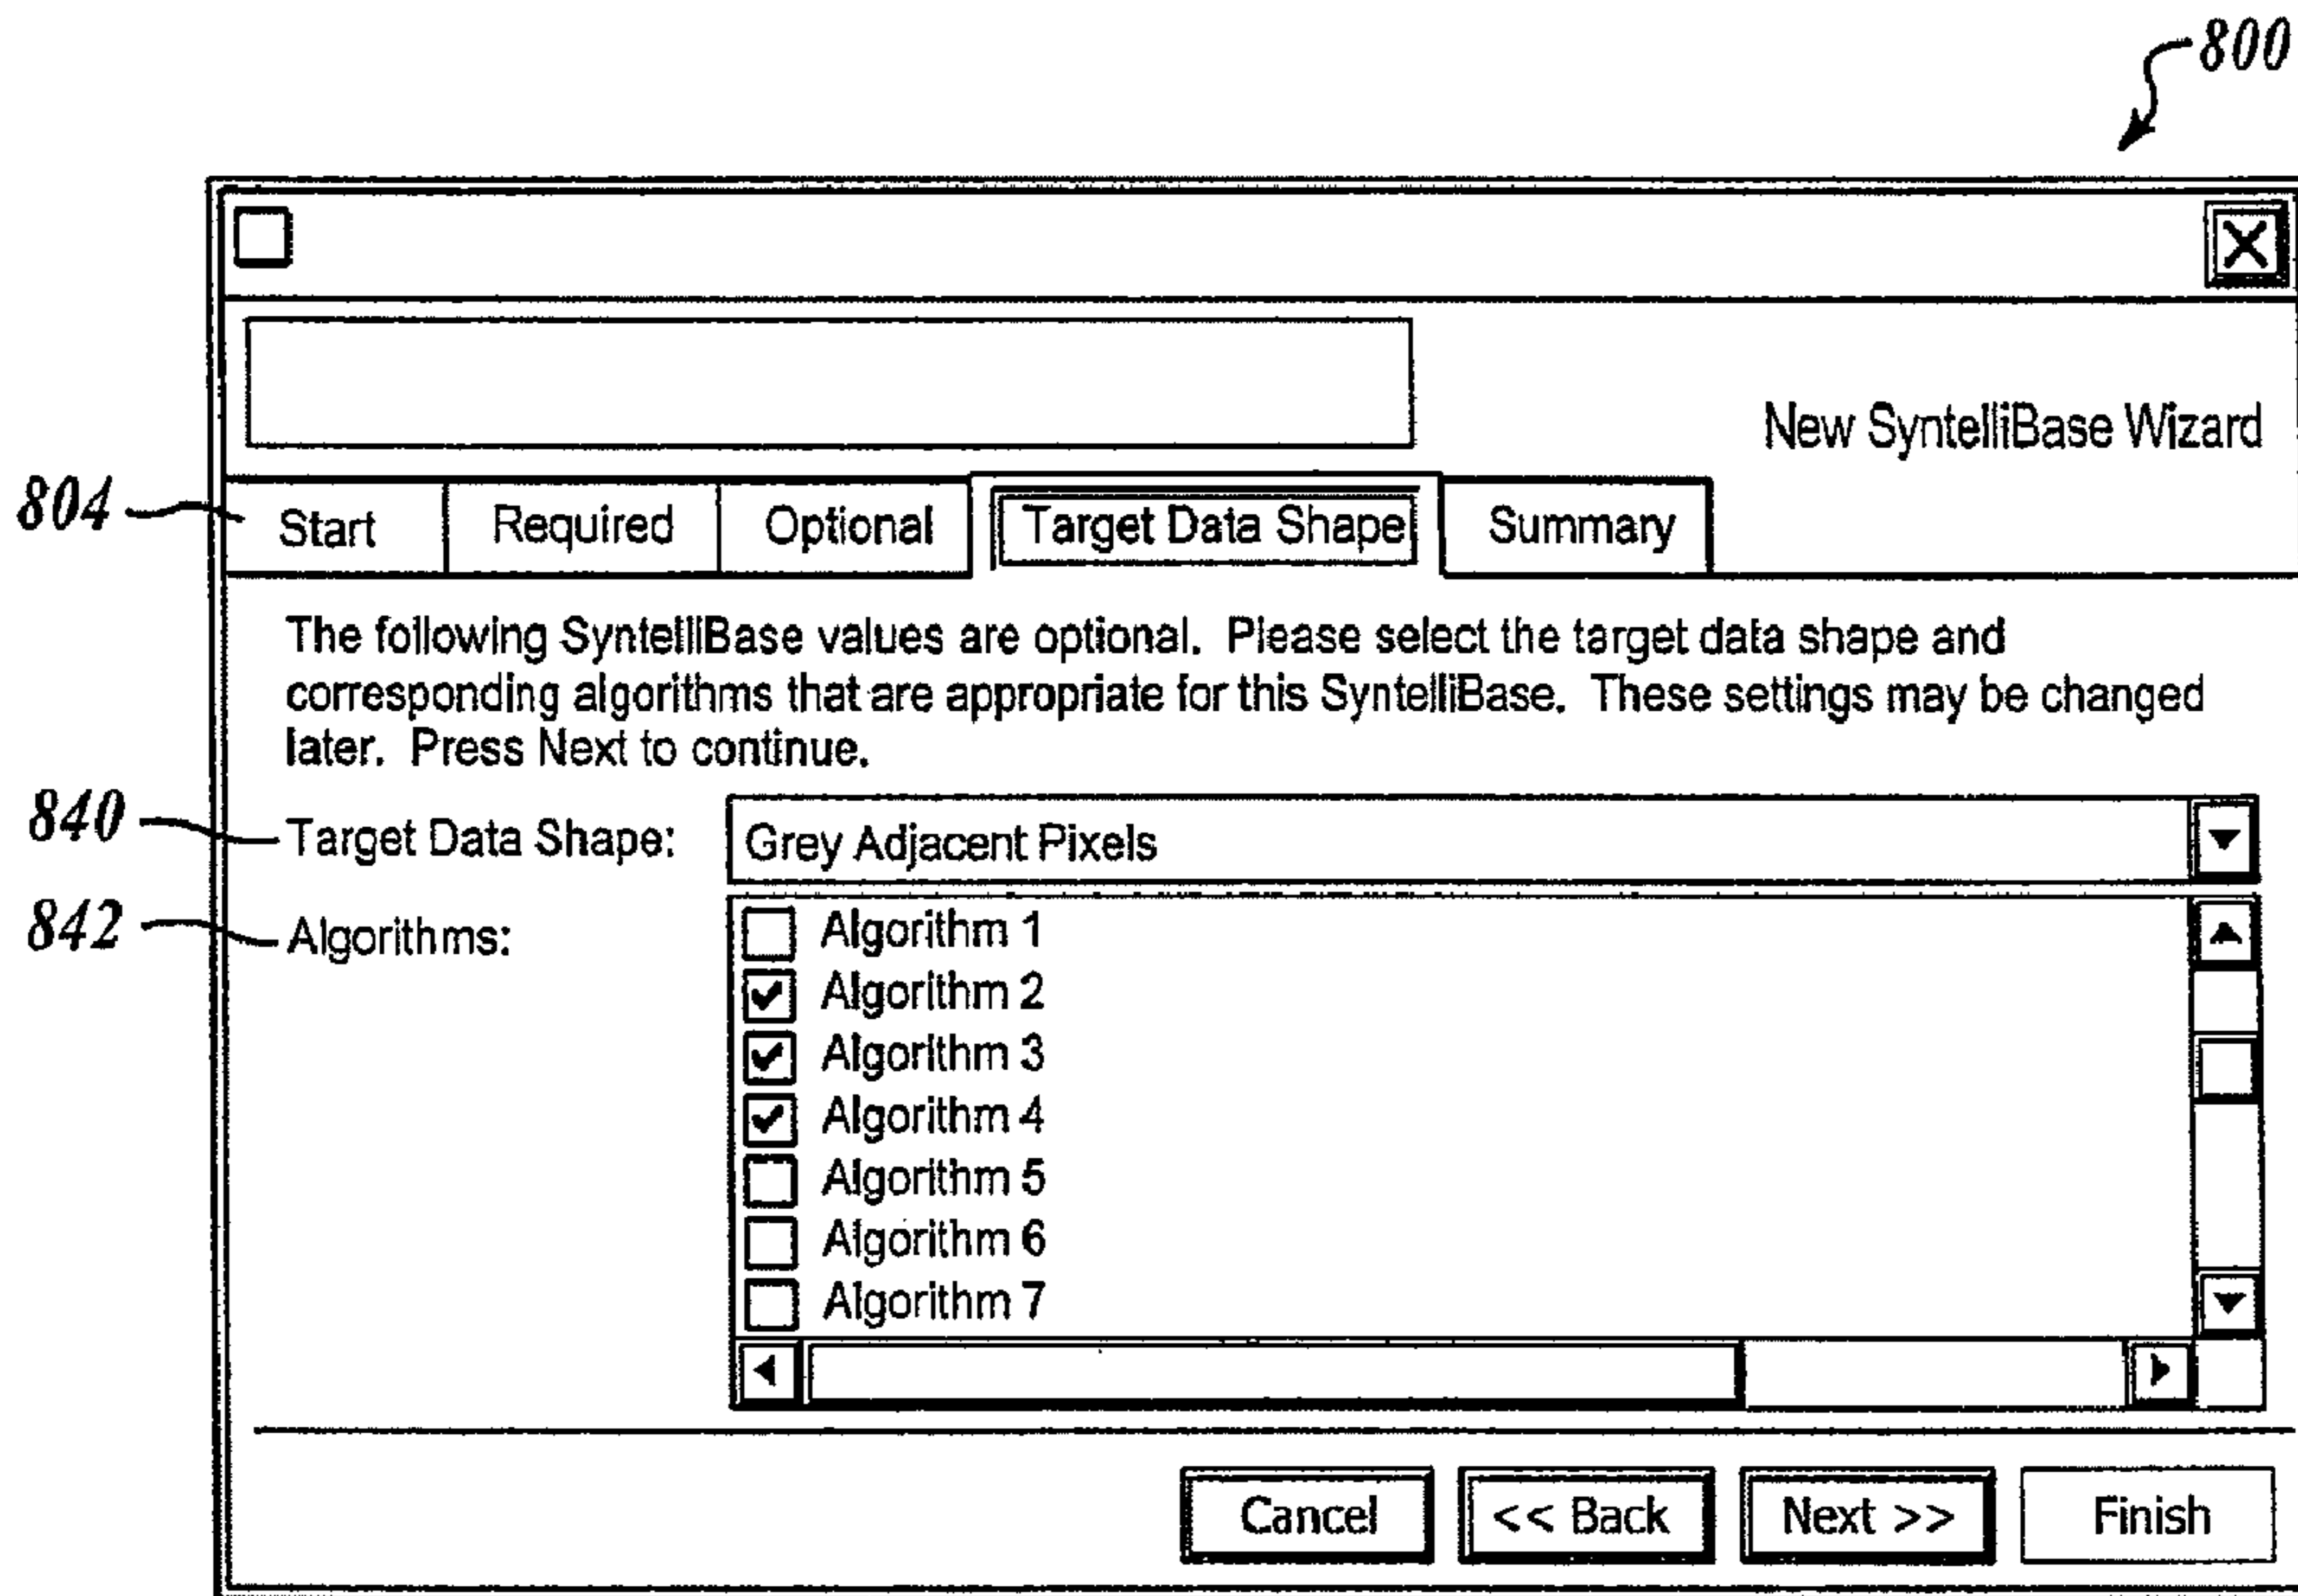 800
New SyntelliBase Wizard
804
Start Required Optional Target Data Shape Summary
The following SyntelliBase values are optional. Please select the target data shape and
corresponding algorithms that are appropriate for this SyntelliBase. These settings may be changed
later. Press Next to continue.
840 Target Data Shape: Grey Adjacent Pixels
842 Algorithms:
Algorithm 1
Algorithm 2
Algorithm 3
Algorithm 4
Algorithm 5
Algorithm 6
Algorithm 7
Cancel << Back Next >> Finish